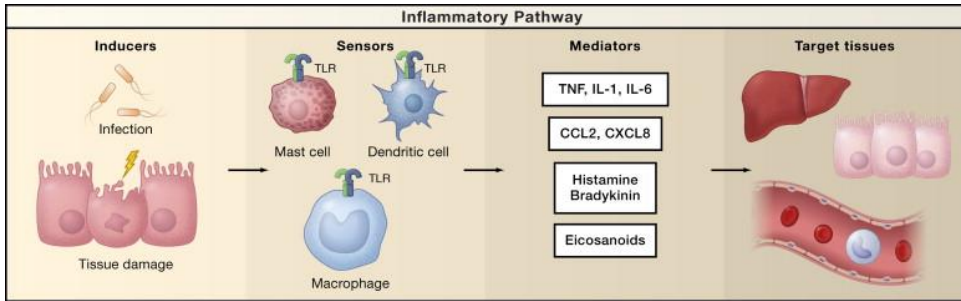 Inflammatory Pathway
Inducers
Infection
Tissue damage
Sensors
TLR
TLR
Mast cell
Dendritic cell
TLR
Macrophage
Mediators
TNF, IL-1, IL-6
CCL2, CXCL8
Histamine
Bradykinin
Eicosanoids
Target tissues